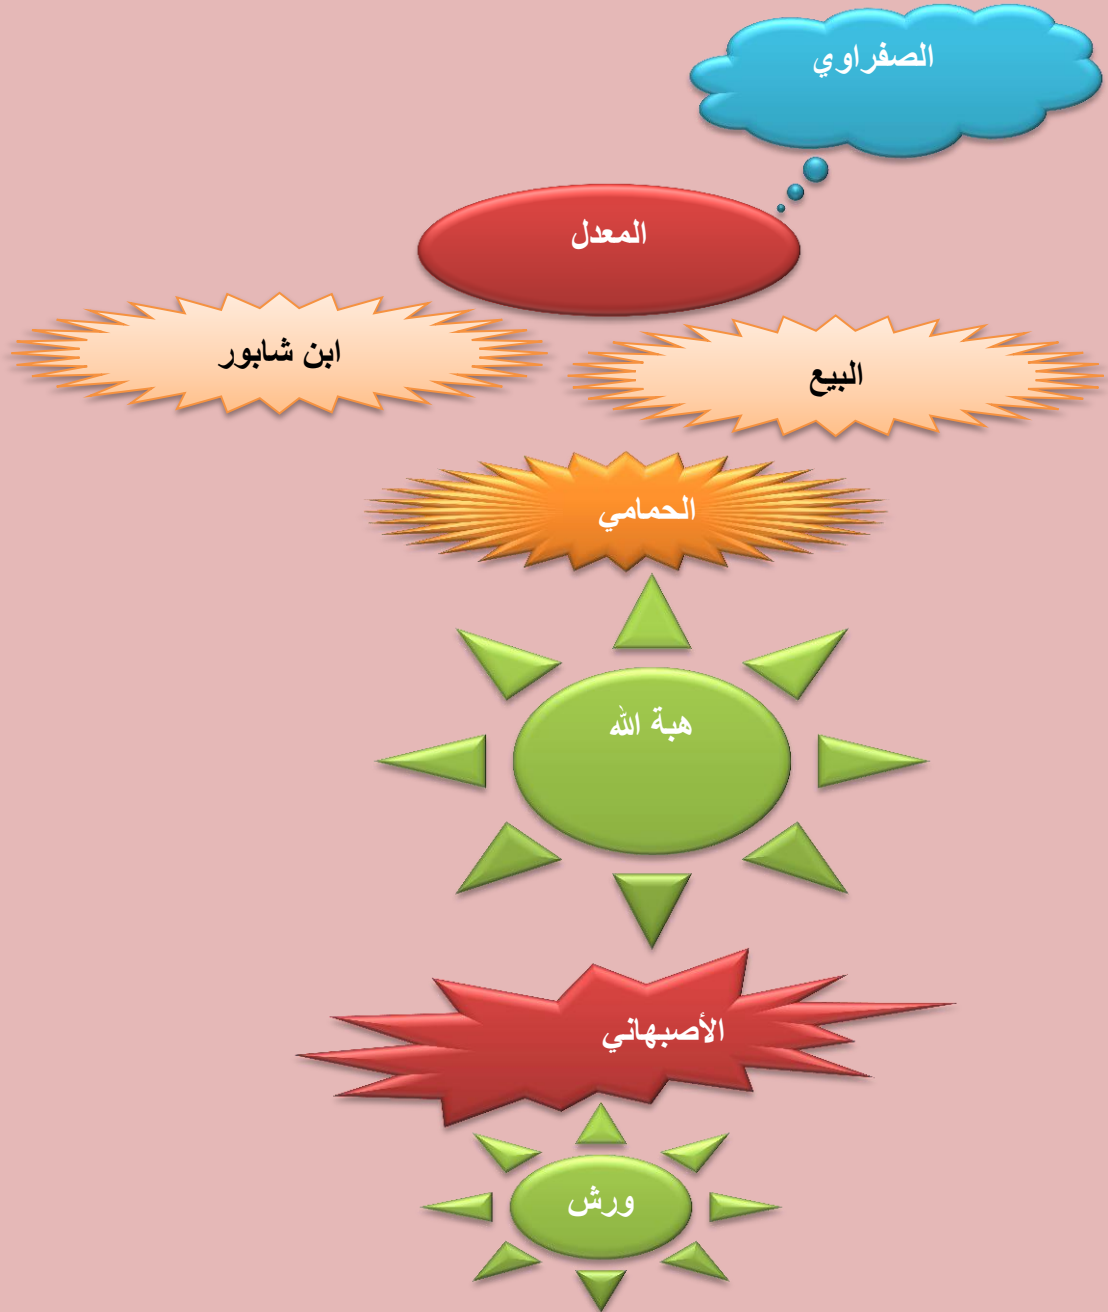 الصفراوي
المعدل
ابن شابور
البيع
الحمامي
هبة الله
الأصبهاني
ورش